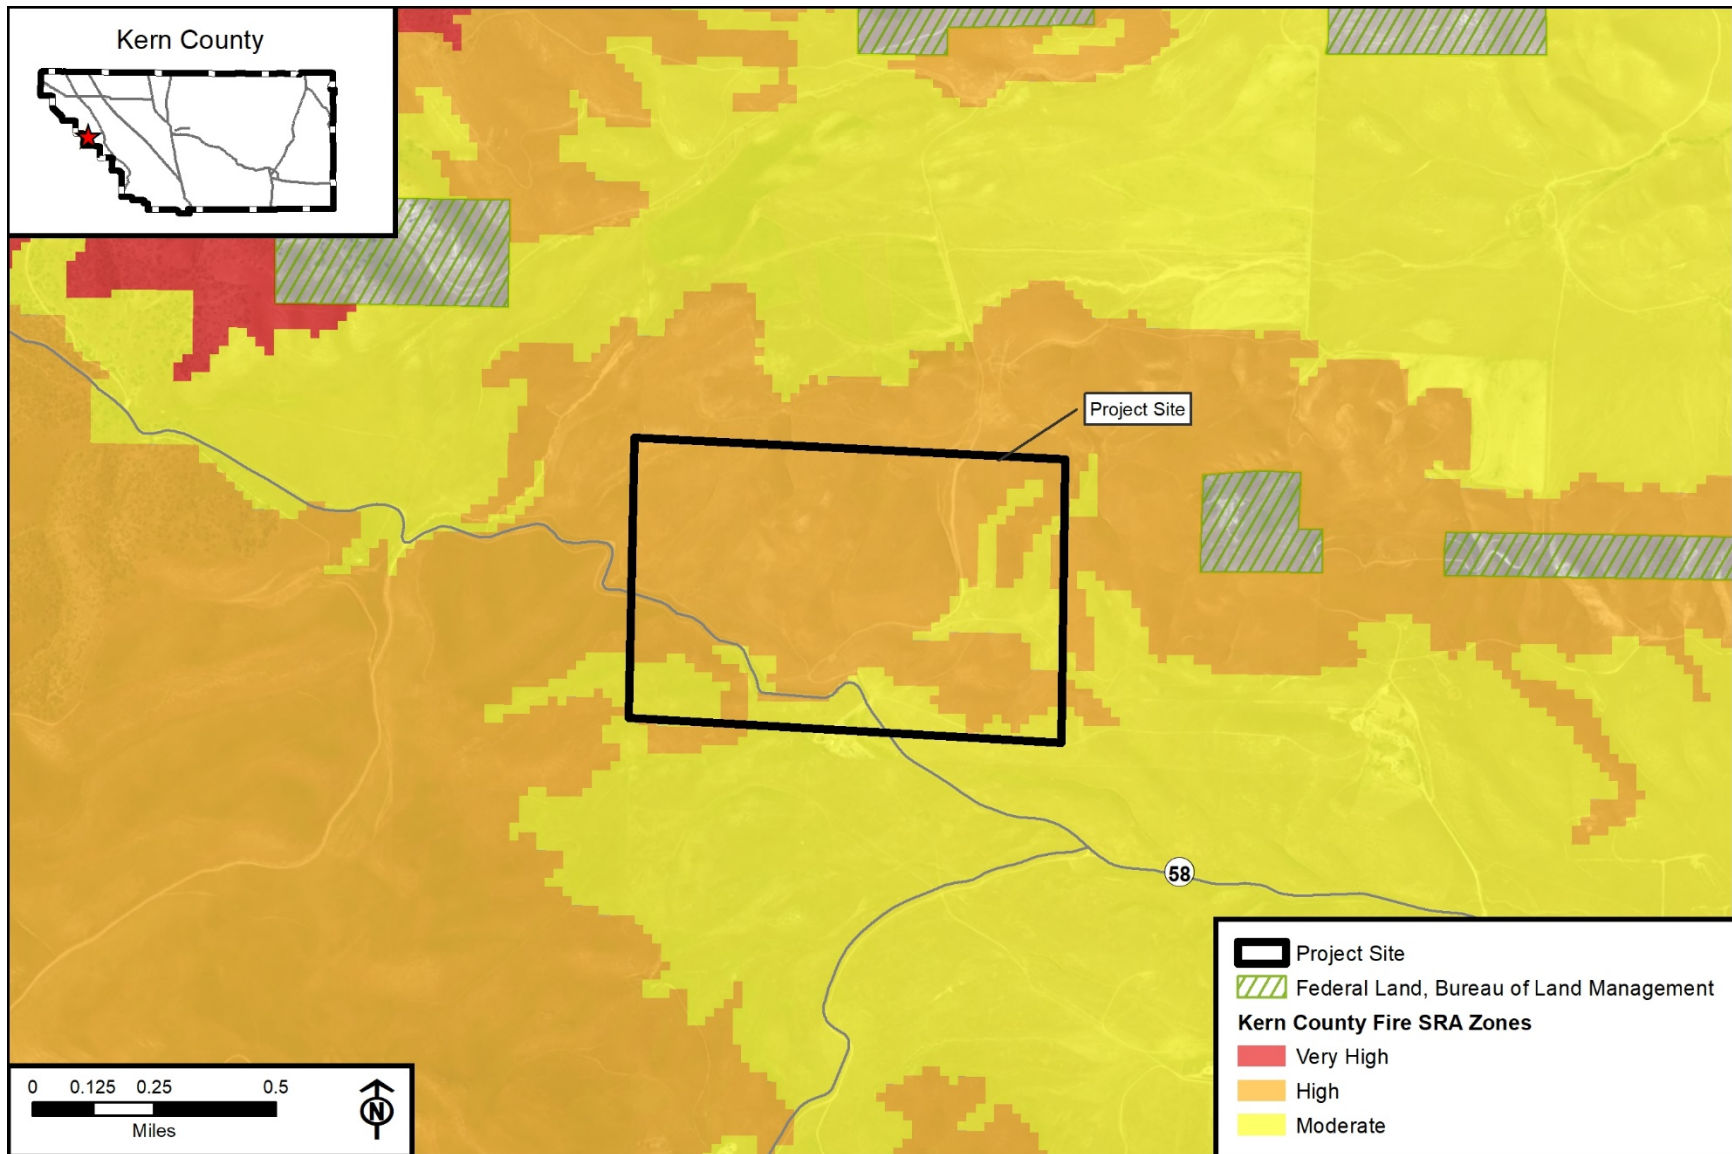 Kern County
Project Site
58
Project Site
Federal Land, Bureau of Land Management
Kern County Fire SRA Zones
Very High
High
Moderate
0 0.125 0.25 0.5
Miles
N